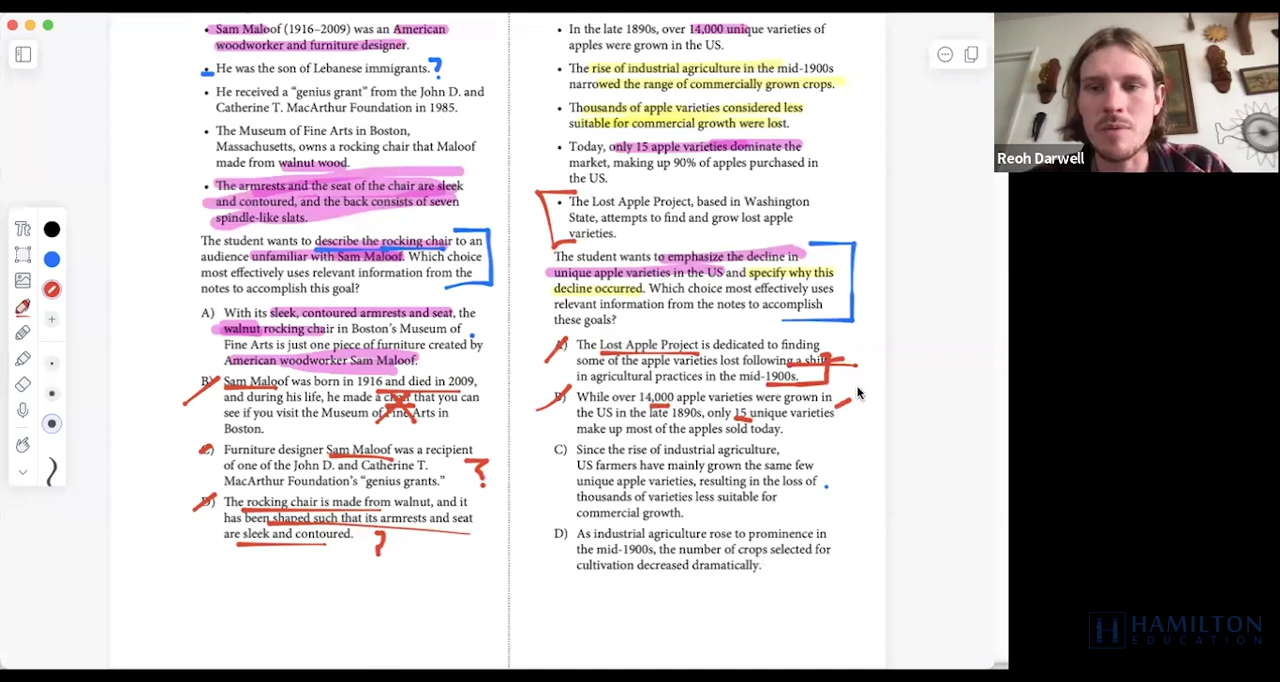 • Sam Maloof (1916–2009) was an American
woodworker and furniture designer.
• He was the son of Lebanese immigrants. ?
• He received a “genius grant” from the John D. and
Catherine T. MacArthur Foundation in 1985.
• The Museum of Fine Arts in Boston,
Massachusetts, owns a rocking chair that Maloof
made from walnut wood.
• The armrests and the seat of the chair are sleek
and contoured, and the back consists of seven
spindle-like slats.
The student wants to describe the rocking chair to an
audience unfamiliar with Sam Maloof. Which choice
most effectively uses relevant information from the
notes to accomplish this goal?
A) With its sleek, contoured armrests and seat, the
walnut rocking chair in Boston’s Museum of
Fine Arts is just one piece of furniture created by
American woodworker Sam Maloof.
B) Sam Maloof was born in 1916 and died in 2009,
and during his life, he made a chair that you can
see if you visit the Museum of Fine Arts in
Boston.
C) Furniture designer Sam Maloof was a recipient
of one of the John D. and Catherine T.
MacArthur Foundation’s “genius grants.” ?
D) The rocking chair is made from walnut, and it
has been shaped such that its armrests and seat
are sleek and contoured. ?
• In the late 1890s, over 14,000 unique varieties of
apples were grown in the US.
• The rise of industrial agriculture in the mid-1900s
narrowed the range of commercially grown crops.
• Thousands of apple varieties considered less
suitable for commercial growth were lost.
• Today, only 15 apple varieties dominate the
market, making up 90% of apples purchased in
the US.
• The Lost Apple Project, based in Washington
State, attempts to find and grow lost apple
varieties.
The student wants to emphasize the decline in
unique apple varieties in the US and specify why this
decline occurred. Which choice most effectively uses
relevant information from the notes to accomplish
these goals?
A) The Lost Apple Project is dedicated to finding
some of the apple varieties lost following a shift
in agricultural practices in the mid-1900s.
B) While over 14,000 apple varieties were grown in
the US in the late 1890s, only 15 unique varieties
make up most of the apples sold today.
C) Since the rise of industrial agriculture,
US farmers have mainly grown the same few
unique apple varieties, resulting in the loss of
thousands of varieties less suitable for
commercial growth.
D) As industrial agriculture rose to prominence in
the mid-1900s, the number of crops selected for
cultivation decreased dramatically.
Reoh Darwell
HAMILTON
EDUCATION